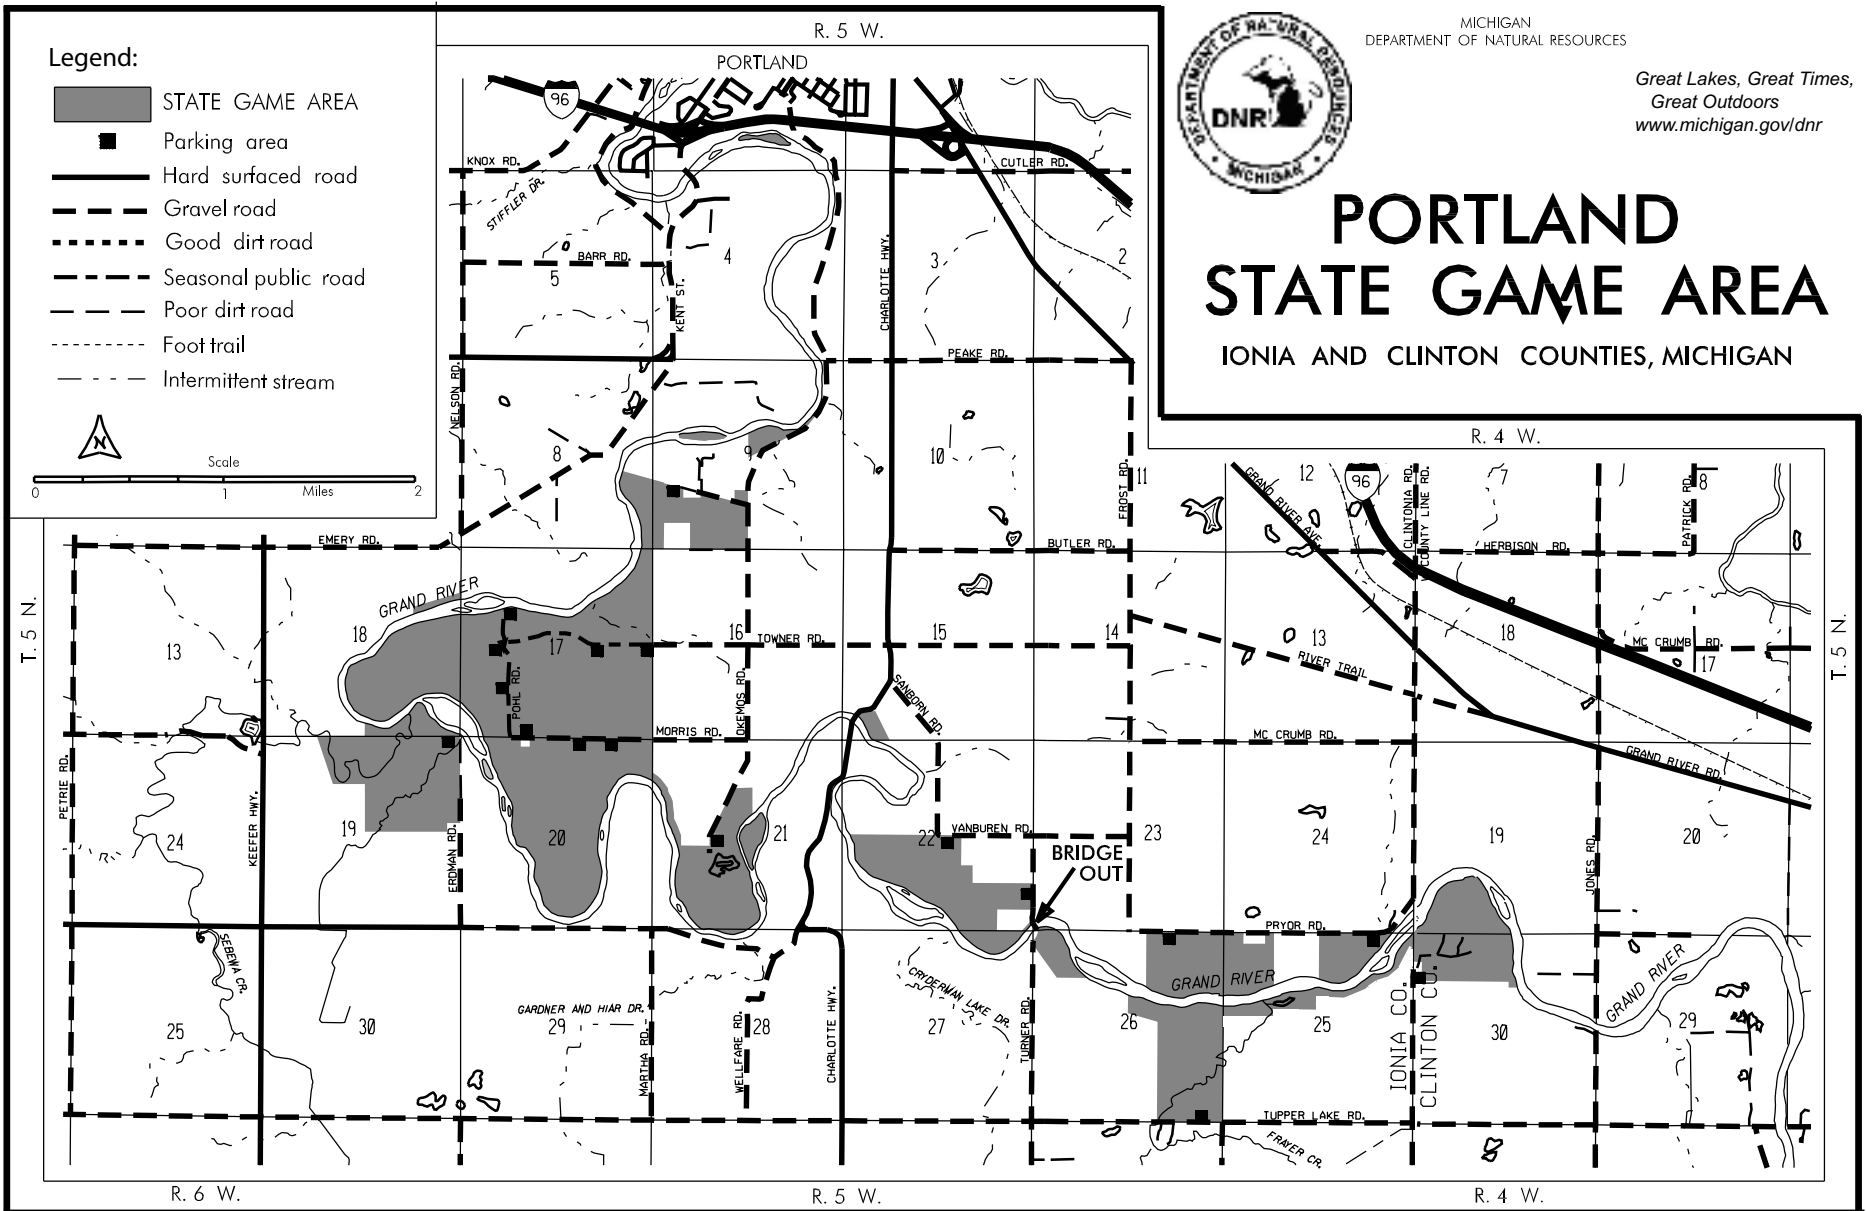 Legend:
STATE GAME AREA
Parking area
Hard surfaced road
Gravel road
Good dirt road
Seasonal public road
Poor dirt road
Foot trail
Intermittent stream
N
Scale
0 1 Miles 2
MICHIGAN
DEPARTMENT OF NATURAL RESOURCES
Great Lakes, Great Times,
Great Outdoors
www.michigan.gov/dnr
DEPARTMENT OF NATURAL RESOURCES
DNR
MICHIGAN
PORTLAND
STATE GAME AREA
IONIA AND CLINTON COUNTIES, MICHIGAN
R. 5 W.
PORTLAND
96
KNOX RD.
CUTLER RD.
STIFFLER DR.
BARR RD.
5
4
3
2
KENT ST.
CHARLOTTE HWY.
PEAKE RD.
NELSON RD.
R. 4 W.
8
9
10
11
12
7
8
FROST RD.
GRAND RIVER AVE.
96
CLINTONIA RD.
COUNTY LINE RD.
PATRICK RD.
EMERY RD.
BUTLER RD.
HERBISON RD.
GRAND RIVER
T. 5 N.
T. 5 N.
13
18
17
16
TOWNER RD.
15
14
13
18
MC CRUMB RD.
17
RIVER TRAIL
POHL RD.
OKEMOS RD.
SANBORN RD.
MORRIS RD.
MC CRUMB RD.
GRAND RIVER RD.
PETRIE RD.
KEEFER HWY.
ERDMAN RD.
24
19
20
21
22
VANBUREN RD.
23
24
19
20
JONES RD.
BRIDGE
OUT
PRYOR RD.
SEBEWA CR.
CRYDERMAN LAKE DR.
GRAND RIVER
GRAND RIVER
GARDNER AND HIAR DR.
25
30
29
28
27
26
25
30
29
MARTHA RD.
WELLFARE RD.
CHARLOTTE HWY.
TURNER RD.
IONIA CO.
CLINTON CO.
TUPPER LAKE RD.
FRAYER CR.
R. 6 W.
R. 5 W.
R. 4 W.